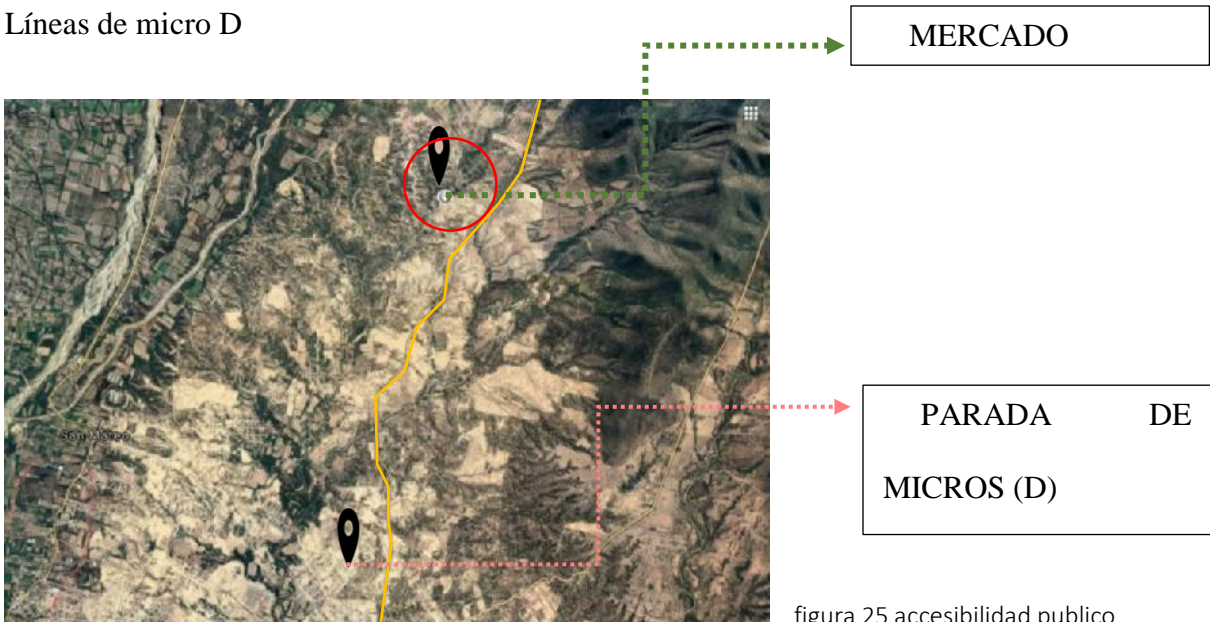 Líneas de micro D
MERCADO
San Mateo
PARADA DE
MICROS (D)
figura 25 accesibilidad publico